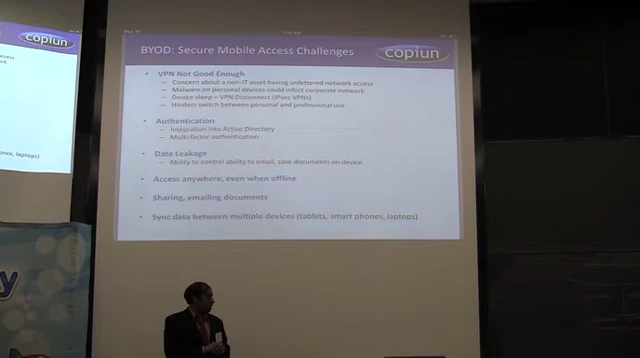 BYOD: Secure Mobile Access Challenges
copiun
• VPN Not Good Enough
– Concern about a non-IT asset having unfettered network access
– Malware on personal devices could infect corporate network
– Device sleep = VPN Disconnect (IPsec VPNs)
– Hinders switch between personal and professional use
• Authentication
– Integration into Active Directory
– Multi-factor authentication
• Data Leakage
– Ability to control ability to email, save documents on device
• Access anywhere, even when offline
• Sharing, emailing documents
• Sync data between multiple devices (tablets, smart phones, laptops)
copiun
ones, laptops)